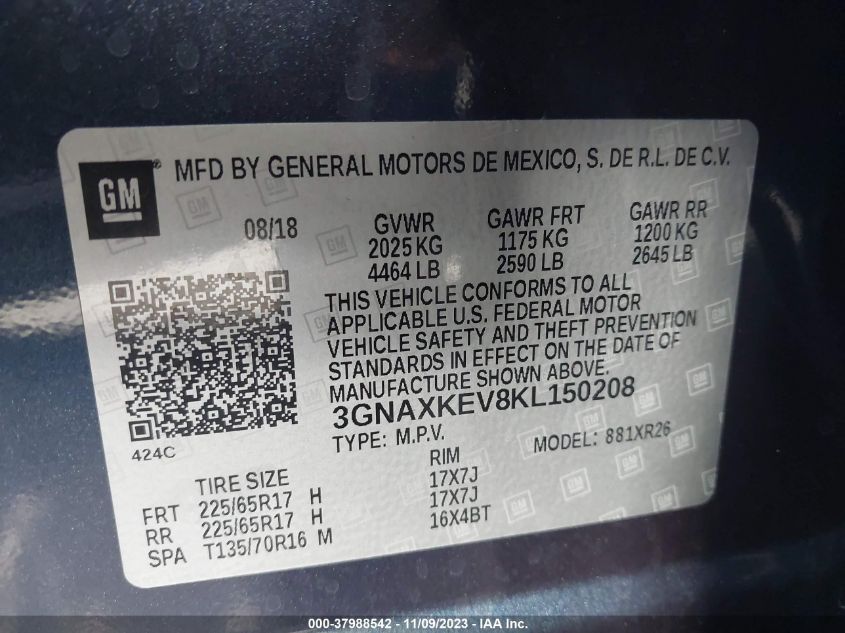 GM
MFD BY GENERAL MOTORS DE MEXICO, S. DE R.L. DE C.V.
08/18
GVWR GAWR FRT GAWR RR
2025 KG 1175 KG 1200 KG
4464 LB 2590 LB 2645 LB
THIS VEHICLE CONFORMS TO ALL
APPLICABLE U.S. FEDERAL MOTOR
VEHICLE SAFETY AND THEFT PREVENTION
STANDARDS IN EFFECT ON THE DATE OF
MANUFACTURE SHOWN ABOVE.
3GNAXKEV8KL150208
424C
TYPE: M.P.V. MODEL: 881XR26
TIRE SIZE RIM
FRT 225/65R17 H 17X7J
RR 225/65R17 H 17X7J
SPA T135/70R16 M 16X4BT
000-37988542 - 11/09/2023 - IAA, Inc.